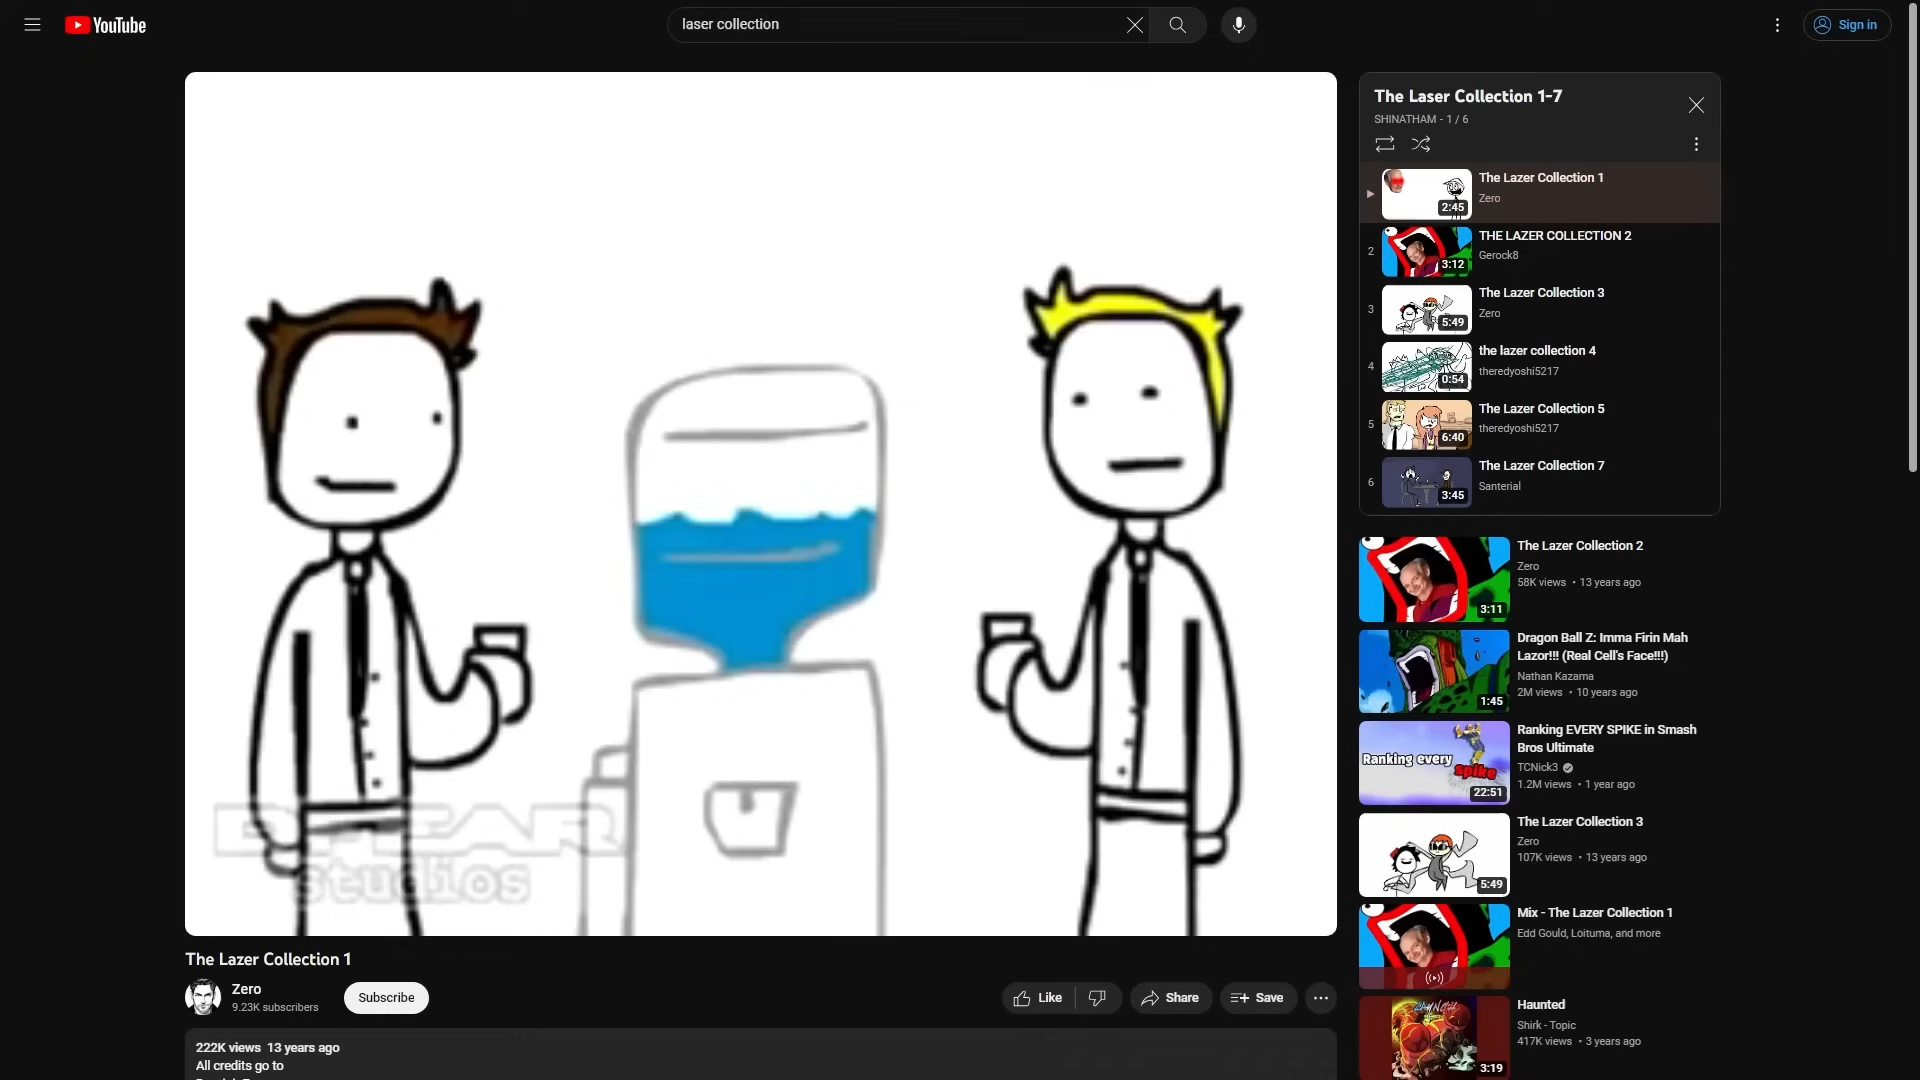 YouTube
laser collection
Sign in
DJTAR
studios
The Lazer Collection 1
Zero
9.23K subscribers
Subscribe
Like
Share
Save
222K views 13 years ago
All credits go to
The Laser Collection 1-7
SHINATHAM - 1 / 6
The Lazer Collection 1
Zero
2:45
2
THE LAZER COLLECTION 2
Gerock8
3:12
3
The Lazer Collection 3
Zero
5:49
4
the lazer collection 4
theredyoshi5217
0:54
5
The Lazer Collection 5
theredyoshi5217
6:40
6
The Lazer Collection 7
Santerial
3:45
The Lazer Collection 2
Zero
58K views • 13 years ago
3:11
Dragon Ball Z: Imma Firin Mah
Lazor!!! (Real Cell's Face!!!)
Nathan Kazama
2M views • 10 years ago
1:45
Ranking every
spike
22:51
Ranking EVERY SPIKE in Smash
Bros Ultimate
TCNick3
1.2M views • 1 year ago
The Lazer Collection 3
Zero
107K views • 13 years ago
5:49
Mix - The Lazer Collection 1
Edd Gould, Loituma, and more
Haunted
Shirk - Topic
417K views • 3 years ago
3:19